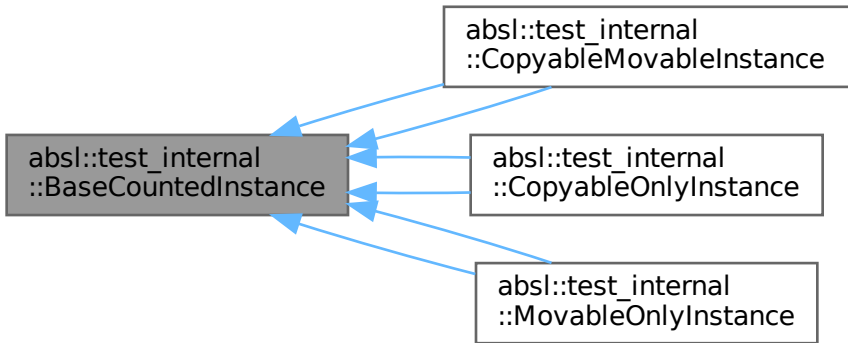 absl::test_internal
::CopyableMovableInstance
absl::test_internal
::BaseCountedInstance
absl::test_internal
::CopyableOnlyInstance
absl::test_internal
::MovableOnlyInstance